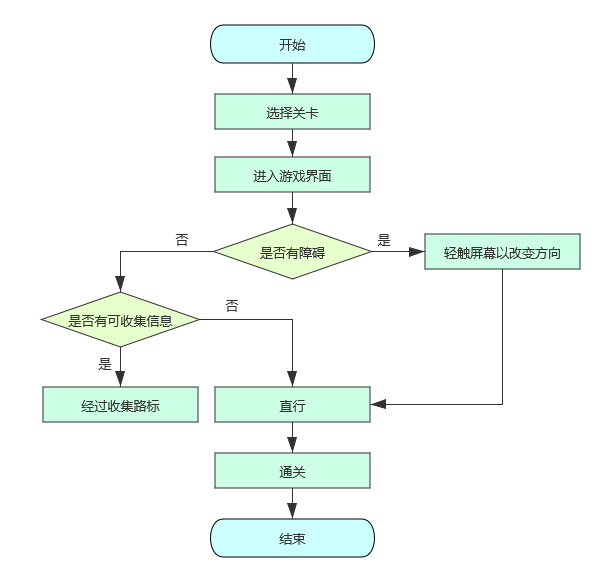 开始
选择关卡
进入游戏界面
否
是否有障碍
是
轻触屏幕以改变方向
是否有可收集信息
否
是
经过收集路标
直行
通关
结束